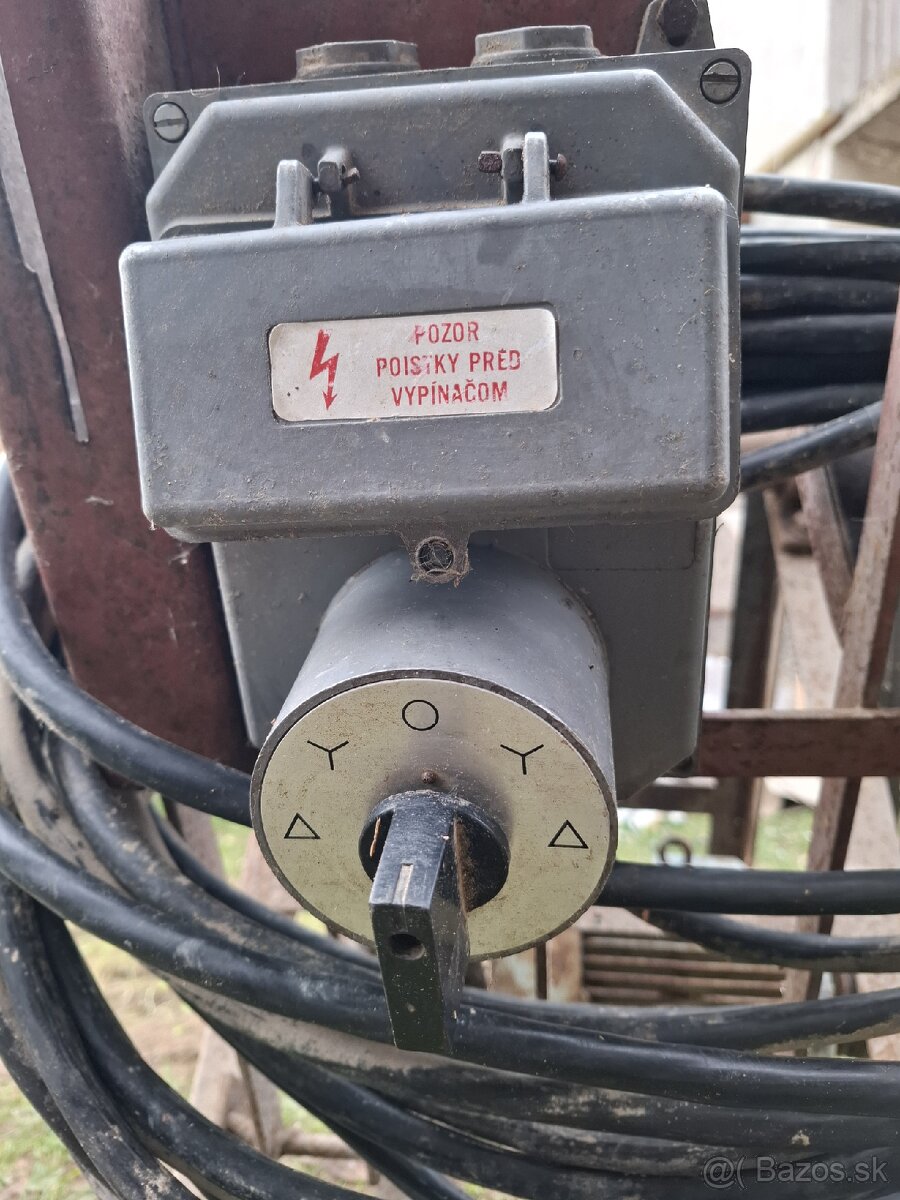 POZOR
POISTKY PRED
VYPÍNAČOM
@( Bazos.sk